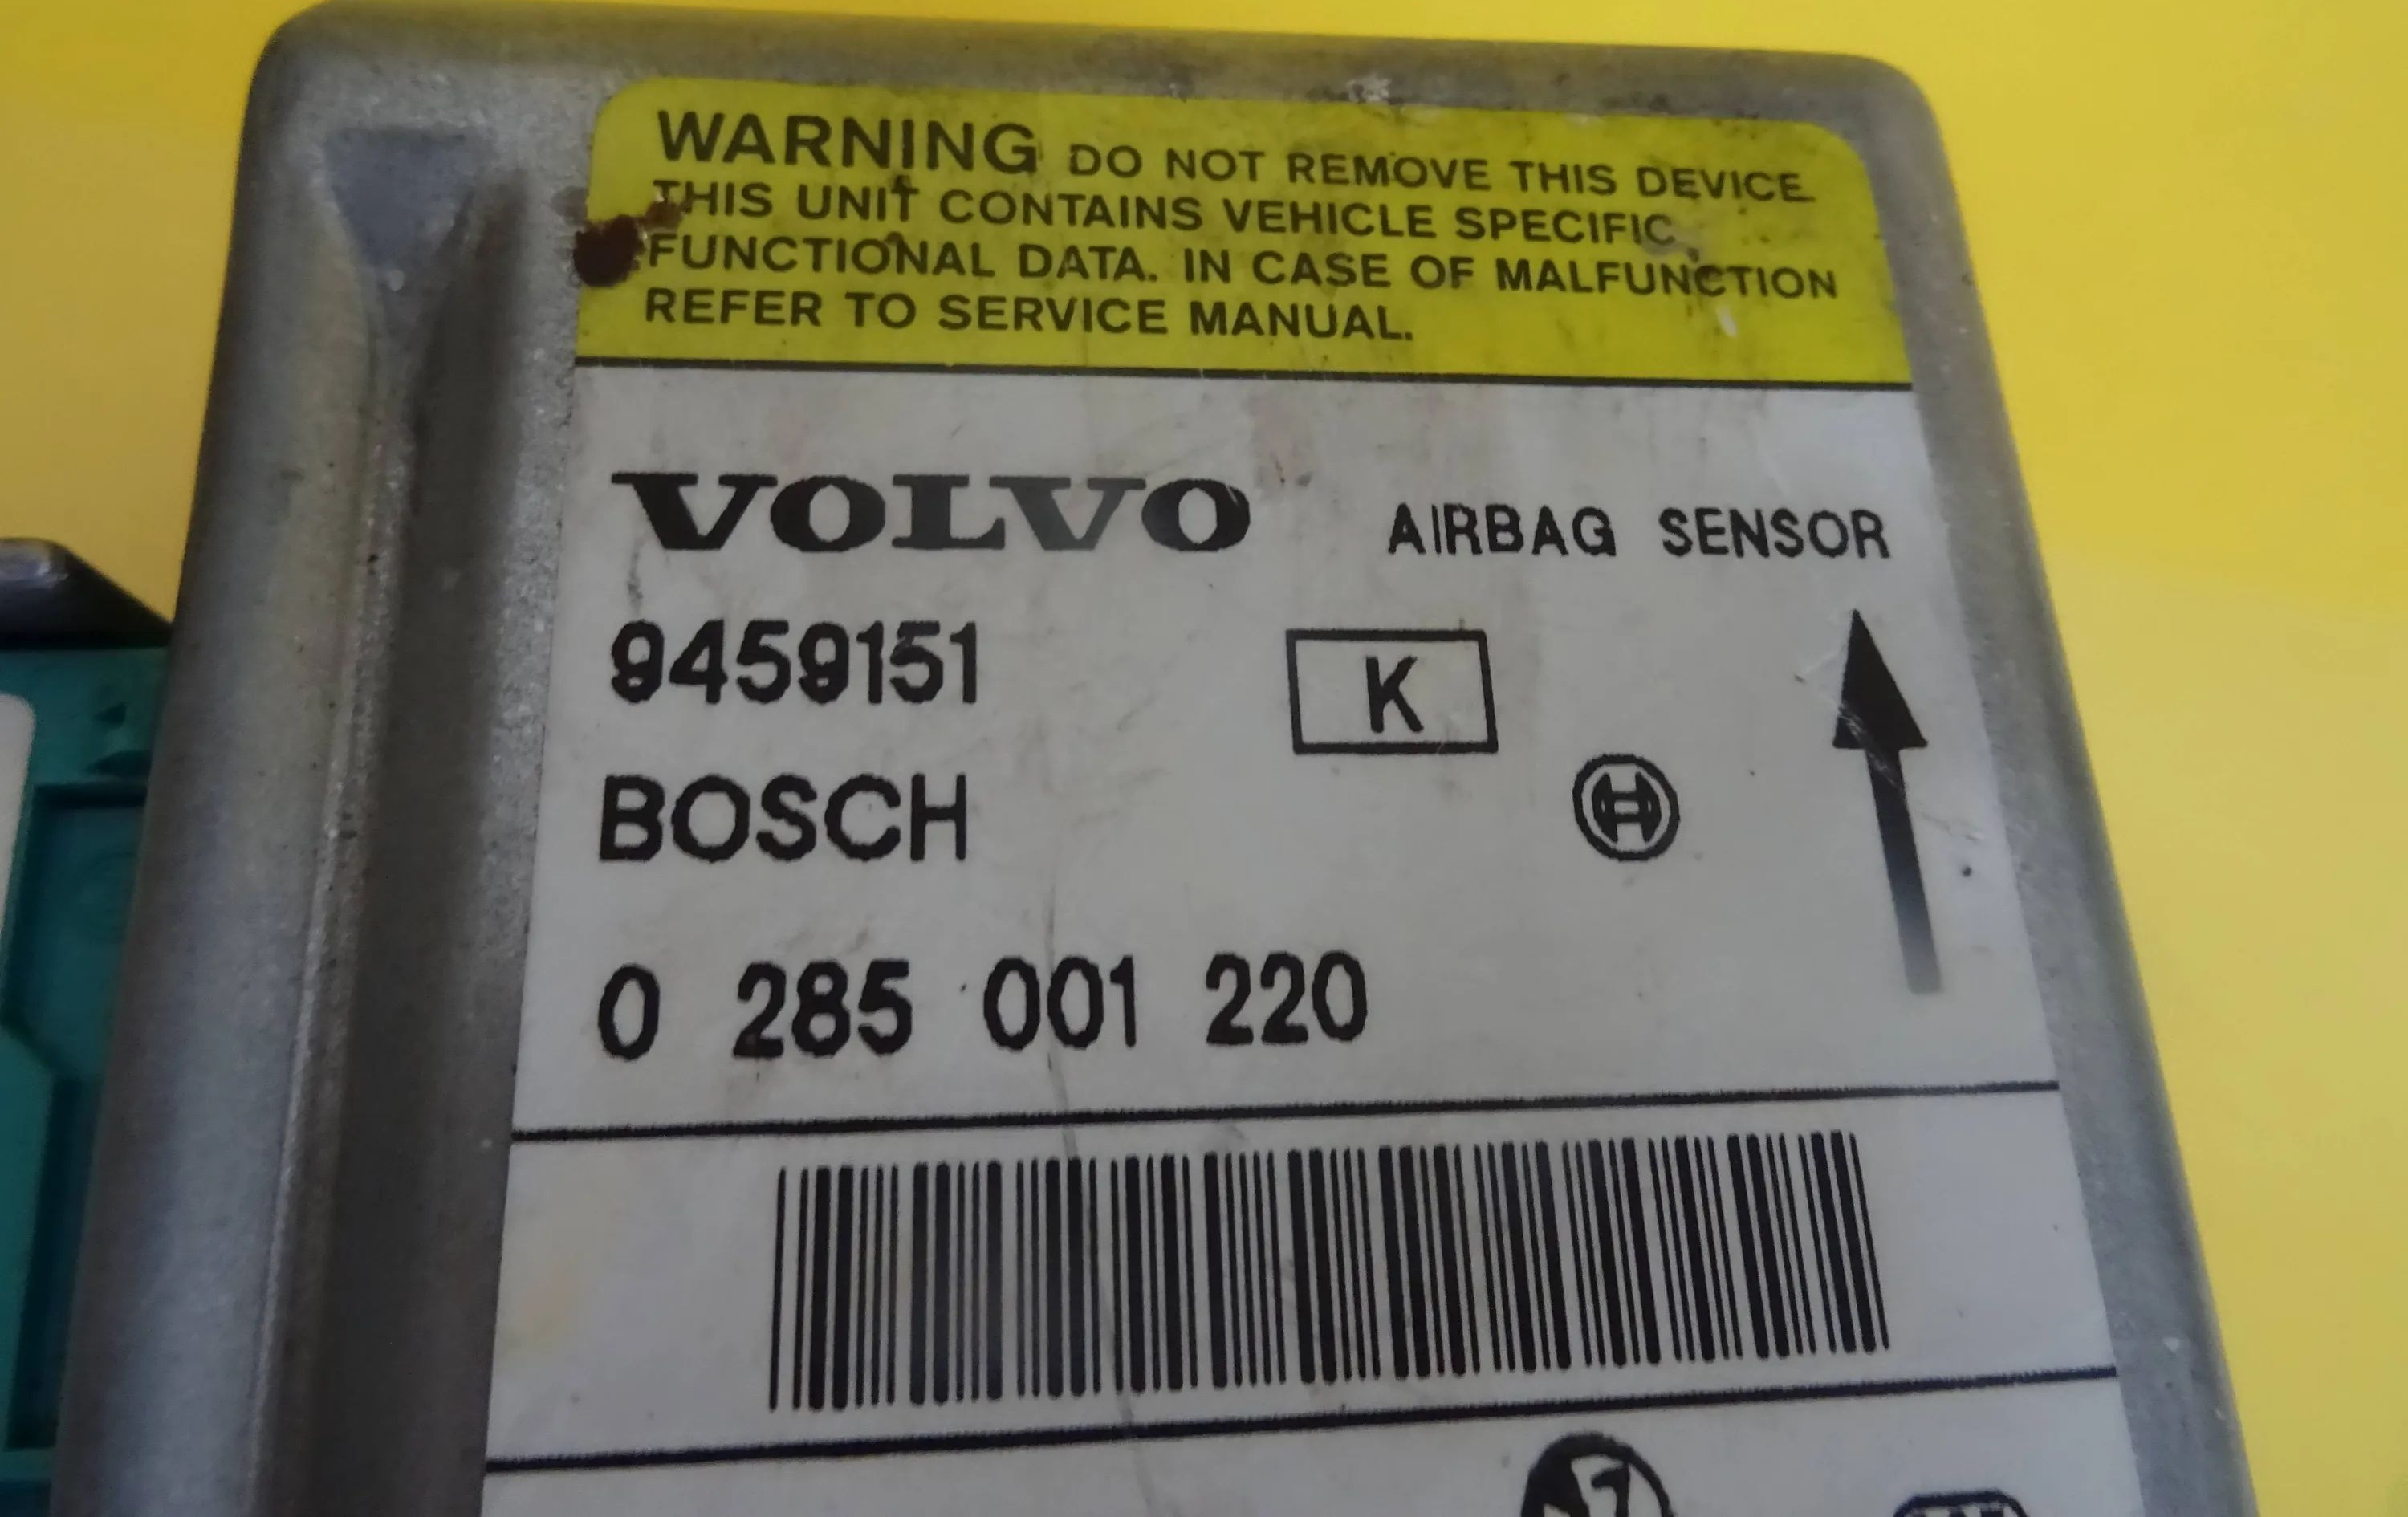 WARNING DO NOT REMOVE THIS DEVICE.
THIS UNIT CONTAINS VEHICLE SPECIFIC
FUNCTIONAL DATA. IN CASE OF MALFUNCTION
REFER TO SERVICE MANUAL.
VOLVO AIRBAG SENSOR
9459151 K
BOSCH
0 285 001 220